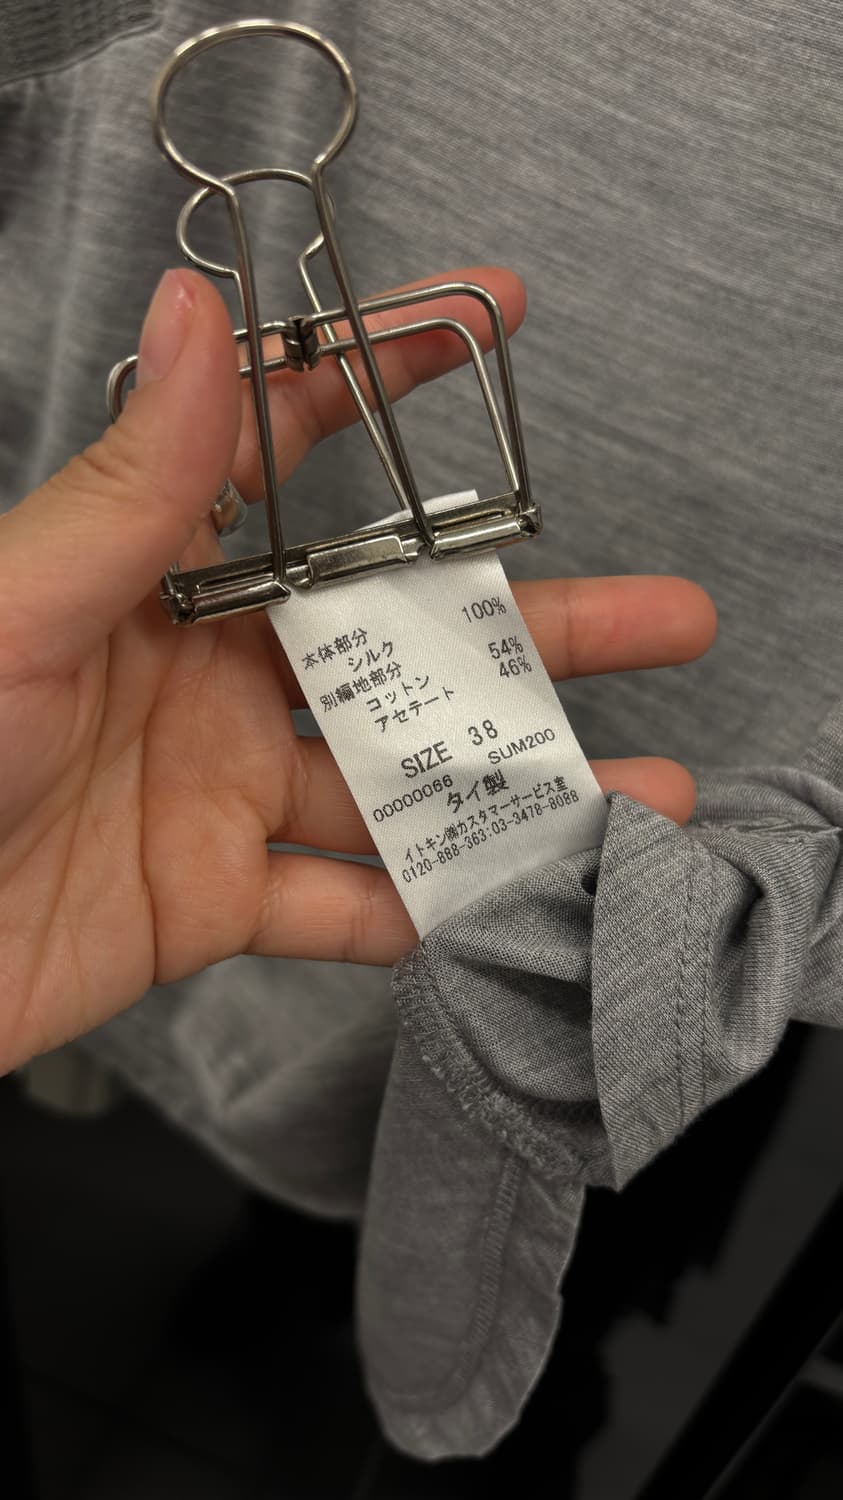 本体部分
シルク 100%
別編地部分
コットン 54%
アセテート 46%
SIZE 38
00000066 SUM200
タイ製
イトキン㈱カスタマーサービス室
0120-888-363:03-3478-8088